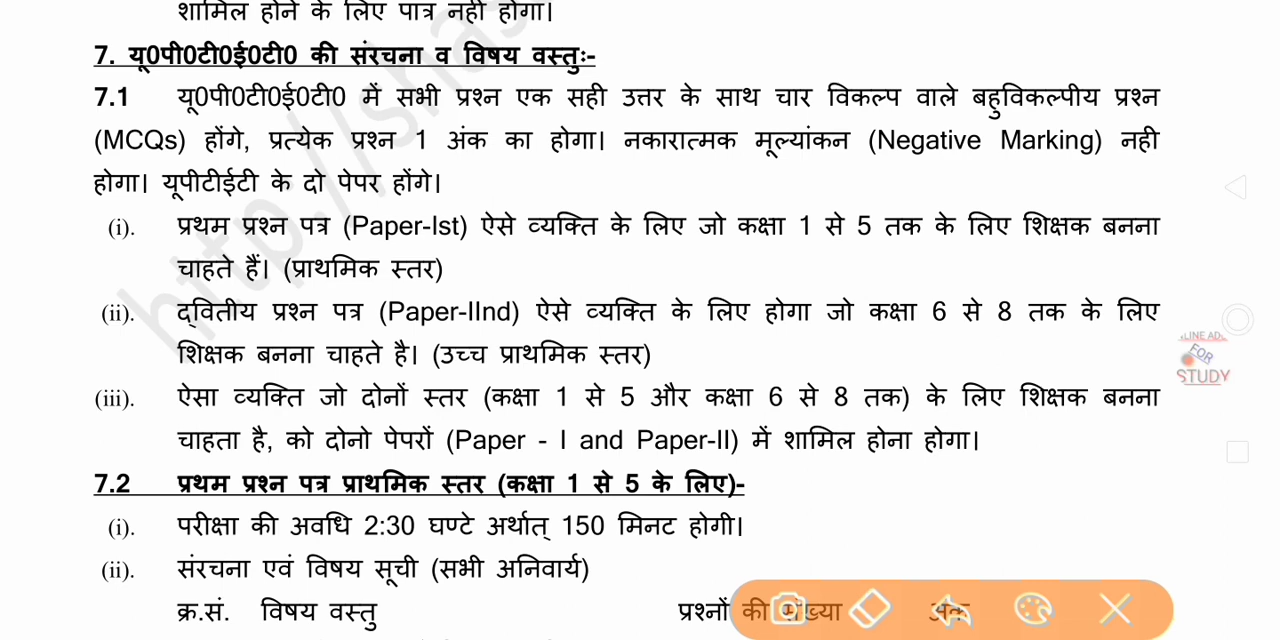 शामिल होने के लिए पात्र नही होगा।
7. यू0पी0टी0ई0टी0 की संरचना व विषय वस्तुः-
7.1 यू0पी0टी0ई0टी0 में सभी प्रश्न एक सही उत्तर के साथ चार विकल्प वाले बहुविकल्पीय प्रश्न
(MCQs) होंगे, प्रत्येक प्रश्न 1 अंक का होगा। नकारात्मक मूल्यांकन (Negative Marking) नही
होगा। यूपीटीईटी के दो पेपर होंगे।
(i). प्रथम प्रश्न पत्र (Paper-Ist) ऐसे व्यक्ति के लिए जो कक्षा 1 से 5 तक के लिए शिक्षक बनना
चाहते हैं। (प्राथमिक स्तर)
(ii). द्वितीय प्रश्न पत्र (Paper-IInd) ऐसे व्यक्ति के लिए होगा जो कक्षा 6 से 8 तक के लिए
शिक्षक बनना चाहते है। (उच्च प्राथमिक स्तर)
(iii). ऐसा व्यक्ति जो दोनों स्तर (कक्षा 1 से 5 और कक्षा 6 से 8 तक) के लिए शिक्षक बनना
चाहता है, को दोनो पेपरों (Paper - I and Paper-II) में शामिल होना होगा।
7.2 प्रथम प्रश्न पत्र प्राथमिक स्तर (कक्षा 1 से 5 के लिए)-
(i). परीक्षा की अवधि 2:30 घण्टे अर्थात् 150 मिनट होगी।
(ii). संरचना एवं विषय सूची (सभी अनिवार्य)
क्र.सं. विषय वस्तु प्रश्नों की संख्या अंक
http://shas
FOR
STUDY